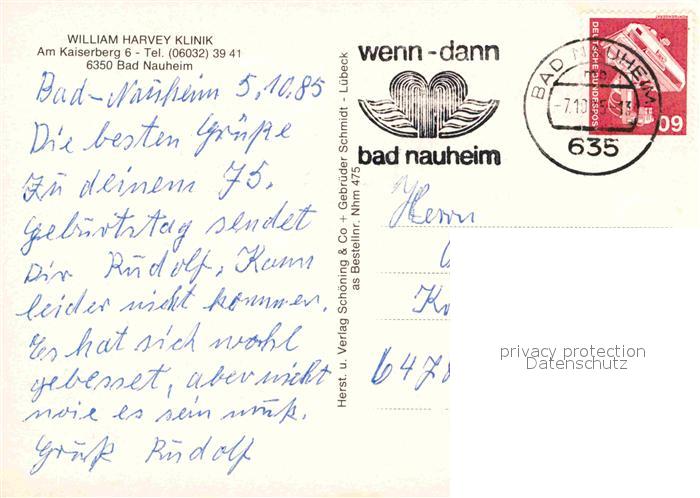 WILLIAM HARVEY KLINIK
Am Kaiserberg 6 - Tel. (06032) 39 41
6350 Bad Nauheim
Bad-Nauheim 5.10.85
Die besten Grüße
Zu deinem 75.
Geburtstag sendet
Dir Rudolf. Kann
leider nicht kommen.
Es hat sich wohl
gebesset, aber nicht
wie es sein muß.
Gruß Rudolf
Herst. u. Verlag Schöning & Co + Gebrüder Schmidt - Lübeck
as Bestellnr. Nhm 475
wenn-dann
bad nauheim
BAD NAUHEIM
635
DEUTSCHE BUNDESPOST
60
Herrn
6478
privacy protection
Datenschutz